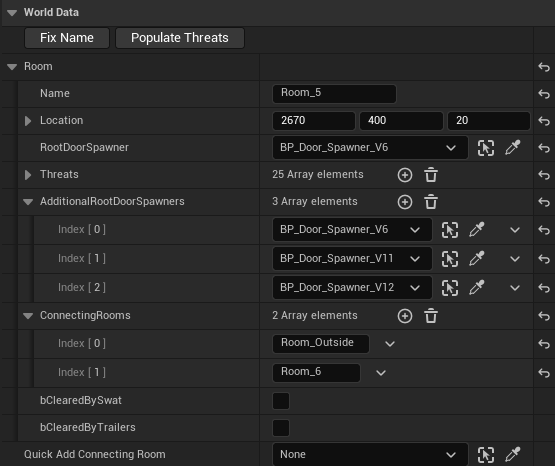 World Data
Fix Name Populate Threats
Room
Name Room_5
Location 2670 400 20
RootDoorSpawner BP_Door_Spawner_V6
Threats 25 Array elements
AdditionalRootDoorSpawners 3 Array elements
Index [ 0 ] BP_Door_Spawner_V6
Index [ 1 ] BP_Door_Spawner_V11
Index [ 2 ] BP_Door_Spawner_V12
ConnectingRooms 2 Array elements
Index [ 0 ] Room_Outside
Index [ 1 ] Room_6
bClearedBySwat
bClearedByTrailers
Quick Add Connecting Room None